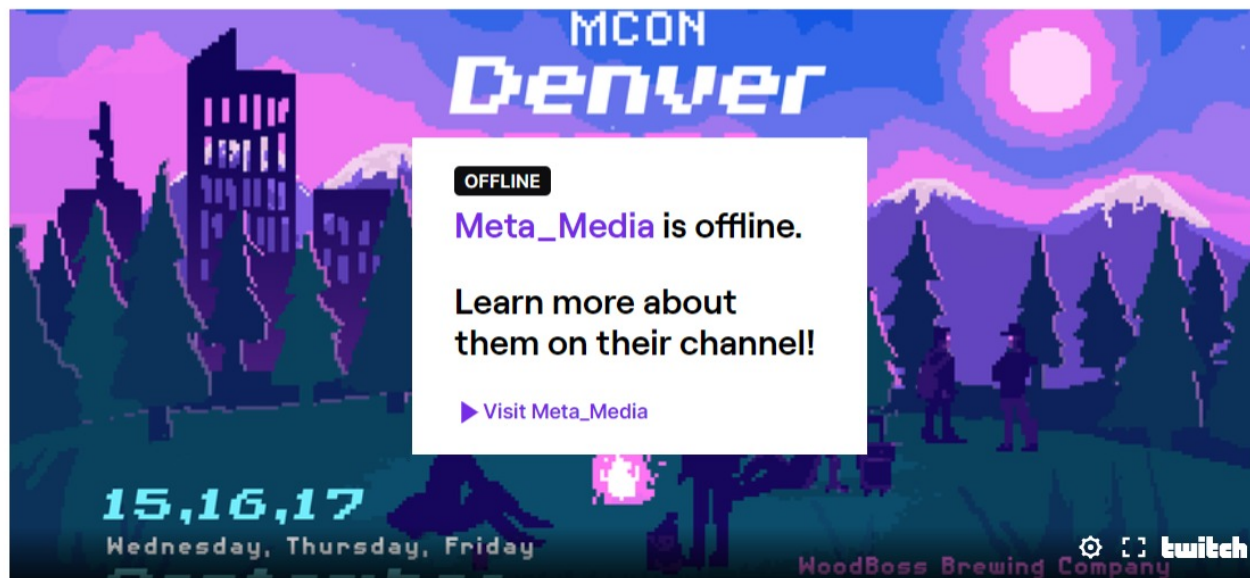 MCON
Denver
OFFLINE
Meta_Media is offline.
Learn more about
them on their channel!
Visit Meta_Media
15,16,17
Wednesday, Thursday, Friday
September
WoodBoss Brewing Company
twitch